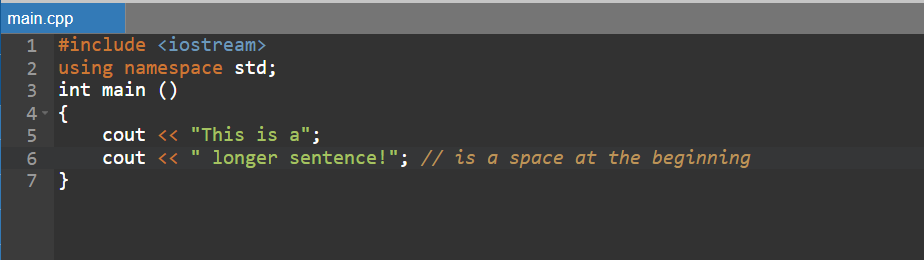 main.cpp
1 #include <iostream>
2 using namespace std;
3 int main ()
4 {
5     cout << "This is a";
6     cout << " longer sentence!"; // is a space at the beginning
7 }